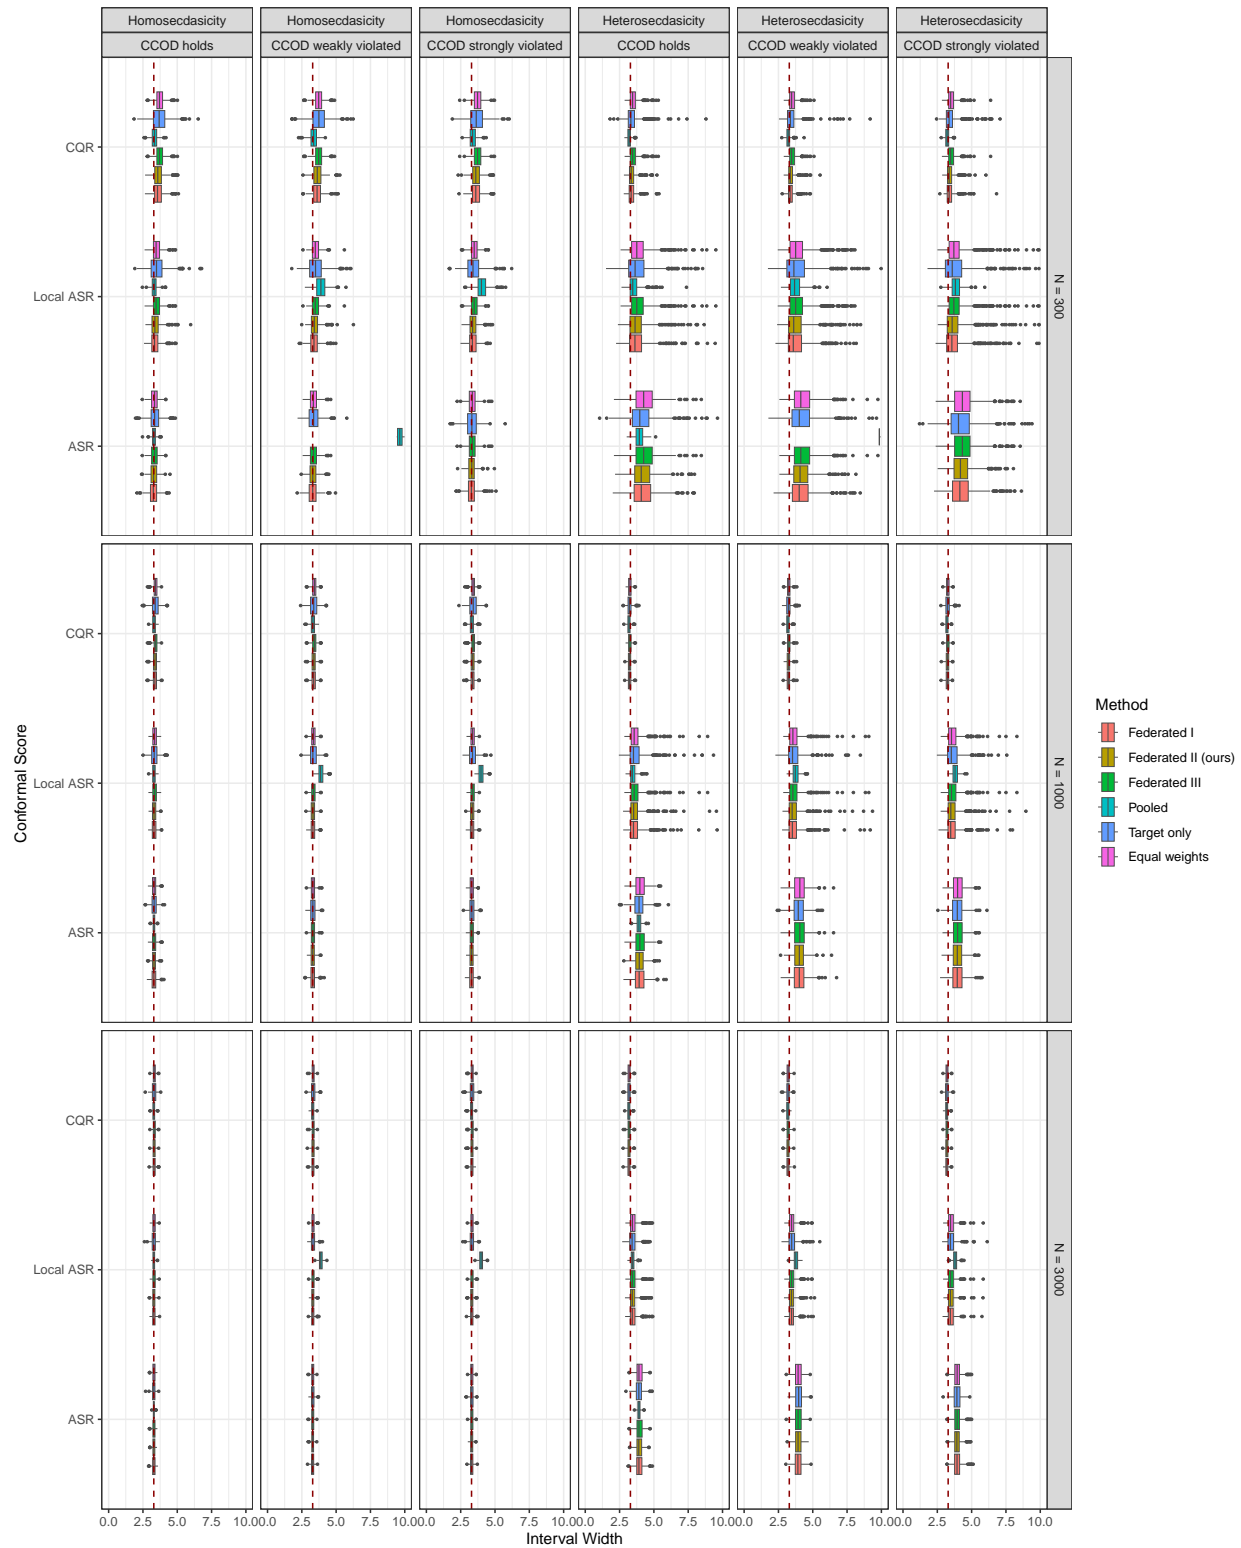 Homosecdasicity Homosecdasicity Homosecdasicity Heterosecdasicity Heterosecdasicity Heterosecdasicity
CCOD holds CCOD weakly violated CCOD strongly violated CCOD holds CCOD weakly violated CCOD strongly violated
CQR
Local ASR
ASR
N = 300
CQR
Local ASR
ASR
N = 1000
CQR
Local ASR
ASR
N = 3000
Conformal Score
0.0 2.5 5.0 7.5 10.0 0.0 2.5 5.0 7.5 10.0 0.0 2.5 5.0 7.5 10.0 0.0 2.5 5.0 7.5 10.0 0.0 2.5 5.0 7.5 10.0 0.0 2.5 5.0 7.5 10.0
Interval Width
Method
Federated I
Federated II (ours)
Federated III
Pooled
Target only
Equal weights